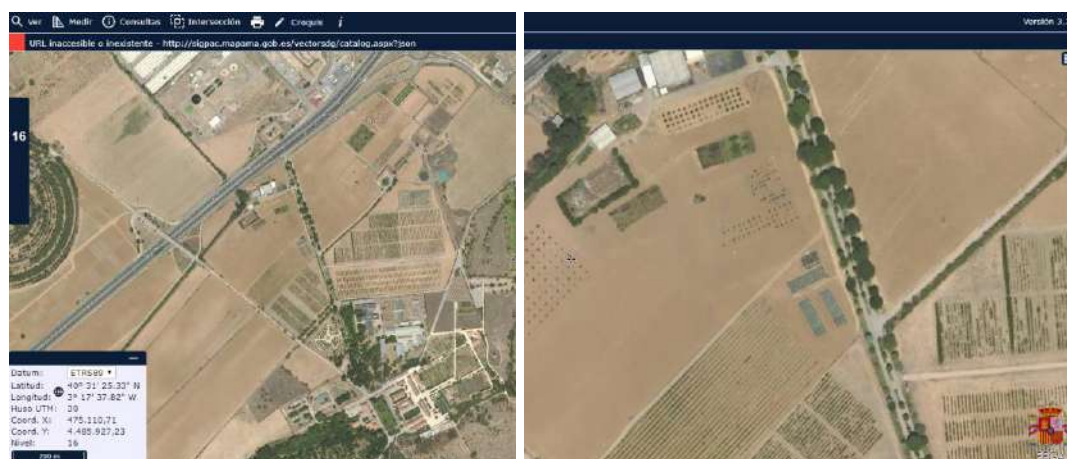 Ver Medir Consultas Intersección Croquis i
Versión 3.
URL inaccesible o inexistente - http://sigpac.mapama.gob.es/vectorsdg/catalog.aspx?json
16
Datum: ETRS89
Latitud: 40º 31' 25.33" N
Longitud: 3º 17' 37.82" W
Huso UTM: 30
Coord. X: 475.110,71
Coord. Y: 4.485.927,23
Nivel: 16
200 m